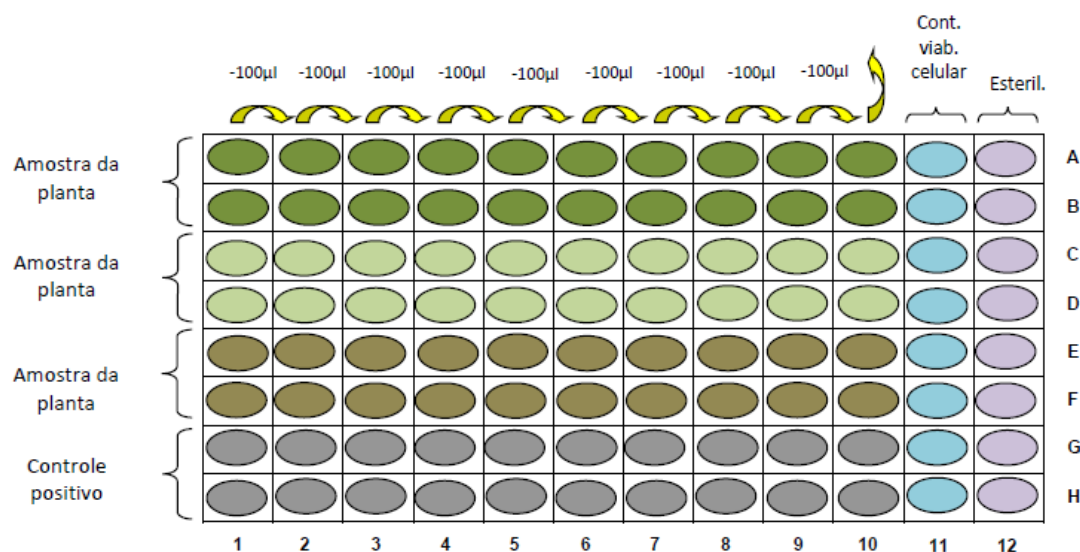 Cont.
viab.
celular
Esteril.
-100µl -100µl -100µl -100µl -100µl -100µl -100µl -100µl -100µl
Amostra da
planta
A
B
Amostra da
planta
C
D
Amostra da
planta
E
F
Controle
positivo
G
H
1 2 3 4 5 6 7 8 9 10 11 12